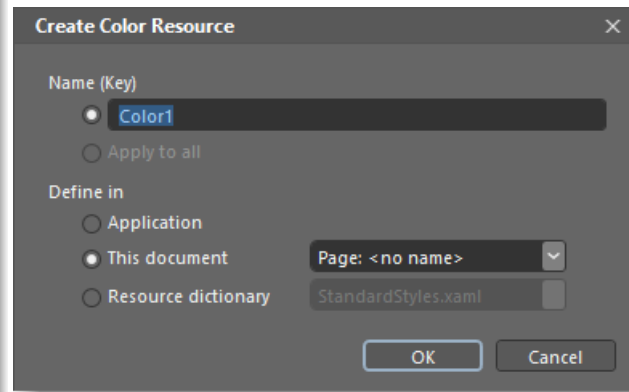 Create Color Resource
Name (Key)
Color1
Apply to all
Define in
Application
This document Page: <no name>
Resource dictionary StandardStyles.xaml
OK Cancel